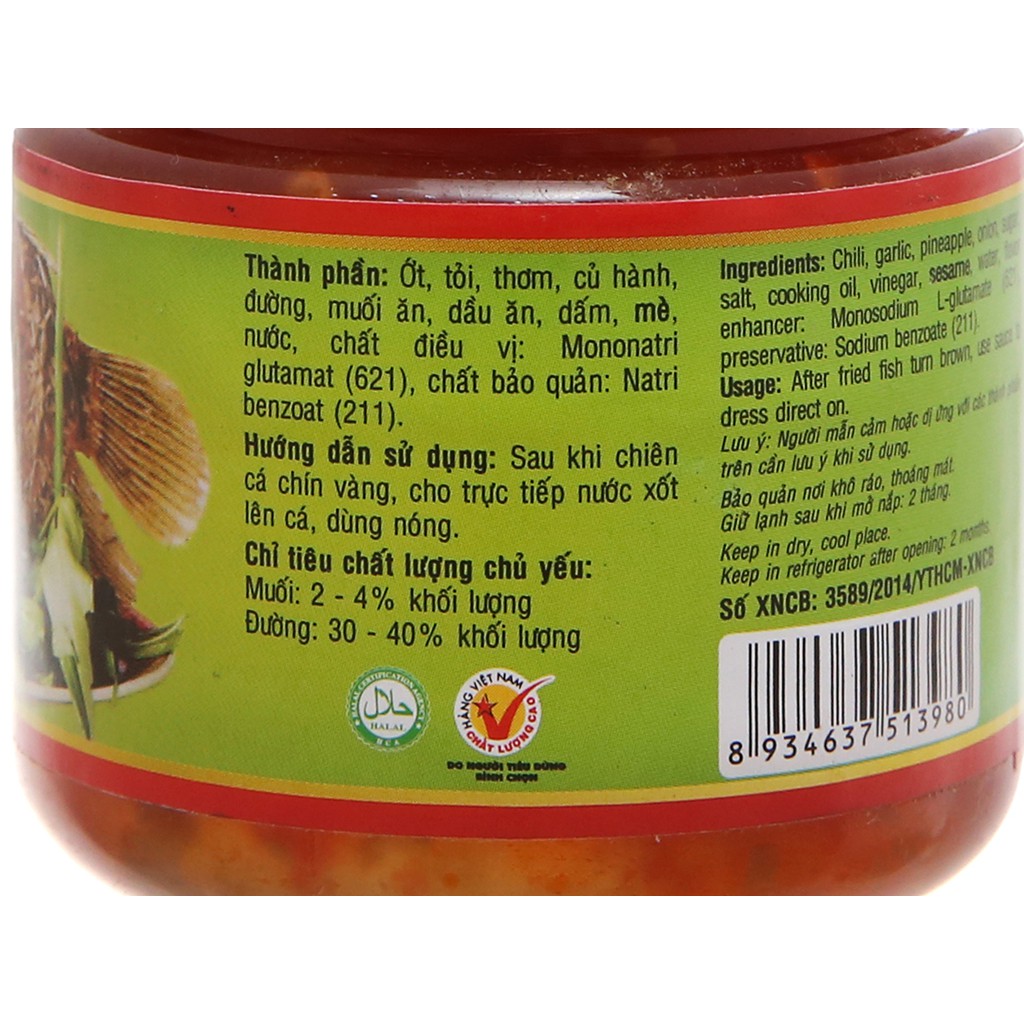 Thành phần: Ớt, tỏi, thơm, củ hành,
đường, muối ăn, dầu ăn, dấm, mè,
nước, chất điều vị: Mononatri
glutamat (621), chất bảo quản: Natri
benzoat (211).
Hướng dẫn sử dụng: Sau khi chiên
cá chín vàng, cho trực tiếp nước xốt
lên cá, dùng nóng.
Chỉ tiêu chất lượng chủ yếu:
Muối: 2 - 4% khối lượng
Đường: 30 - 40% khối lượng
HALAL CERTIFICATION AGENCY
حلال
HALAL
HCA
HÀNG VIỆT NAM
CHẤT LƯỢNG CAO
DO NGƯỜI TIÊU DÙNG
BÌNH CHỌN
Ingredients: Chili, garlic, pineapple, onion,
salt, cooking oil, vinegar, sesame, water,
enhancer: Monosodium L-glutamate
preservative: Sodium benzoate (211).
Usage: After fried fish turn brown, use sauce
dress direct on.
Lưu ý: Người mẫn cảm hoặc dị ứng với các thành
trên cần lưu ý khi sử dụng.
Bảo quản nơi khô ráo, thoáng mát.
Giữ lạnh sau khi mở nắp: 2 tháng.
Keep in dry, cool place.
Keep in refrigerator after opening: 2 months.
Số XNCB: 3589/2014/YTHCM-XNCB
8 934637 513980